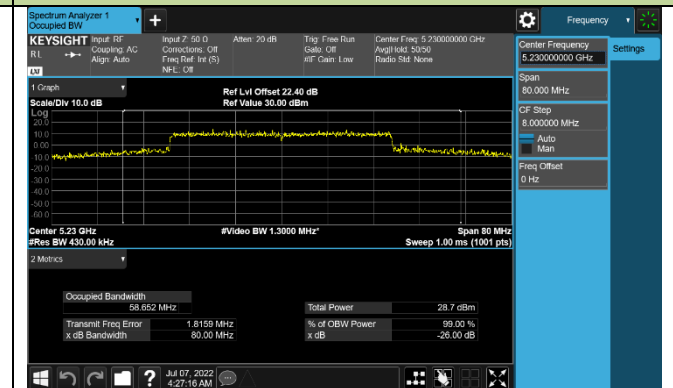 Spectrum Analyzer 1
Occupied BW
Frequency
KEYSIGHT
RL
LXI
Input: RF
Coupling: AC
Align: Auto
Input Z: 50 Ω
Corrections: Off
Freq Ref: Int (S)
NFE: Off
Atten: 20 dB
Trig: Free Run
Gate: Off
#IF Gain: Low
Center Freq: 5.230000000 GHz
Avg|Hold: 50/50
Radio Std: None
Center Frequency
5.230000000 GHz
Settings
Span
80.000 MHz
CF Step
8.000000 MHz
Auto
Man
Freq Offset
0 Hz
1 Graph
Scale/Div 10.0 dB
Ref Lvl Offset 22.40 dB
Ref Value 30.00 dBm
Log
20.0
10.0
0.00
-10.0
-20.0
-30.0
-40.0
-50.0
-60.0
Center 5.23 GHz
#Video BW 1.3000 MHz*
Span 80 MHz
#Res BW 430.00 kHz
Sweep 1.00 ms (1001 pts)
2 Metrics
Occupied Bandwidth
58.652 MHz
Total Power 28.7 dBm
Transmit Freq Error 1.8159 MHz
% of OBW Power 99.00 %
x dB Bandwidth 80.00 MHz
x dB -26.00 dB
?
Jul 07, 2022
4:27:16 AM